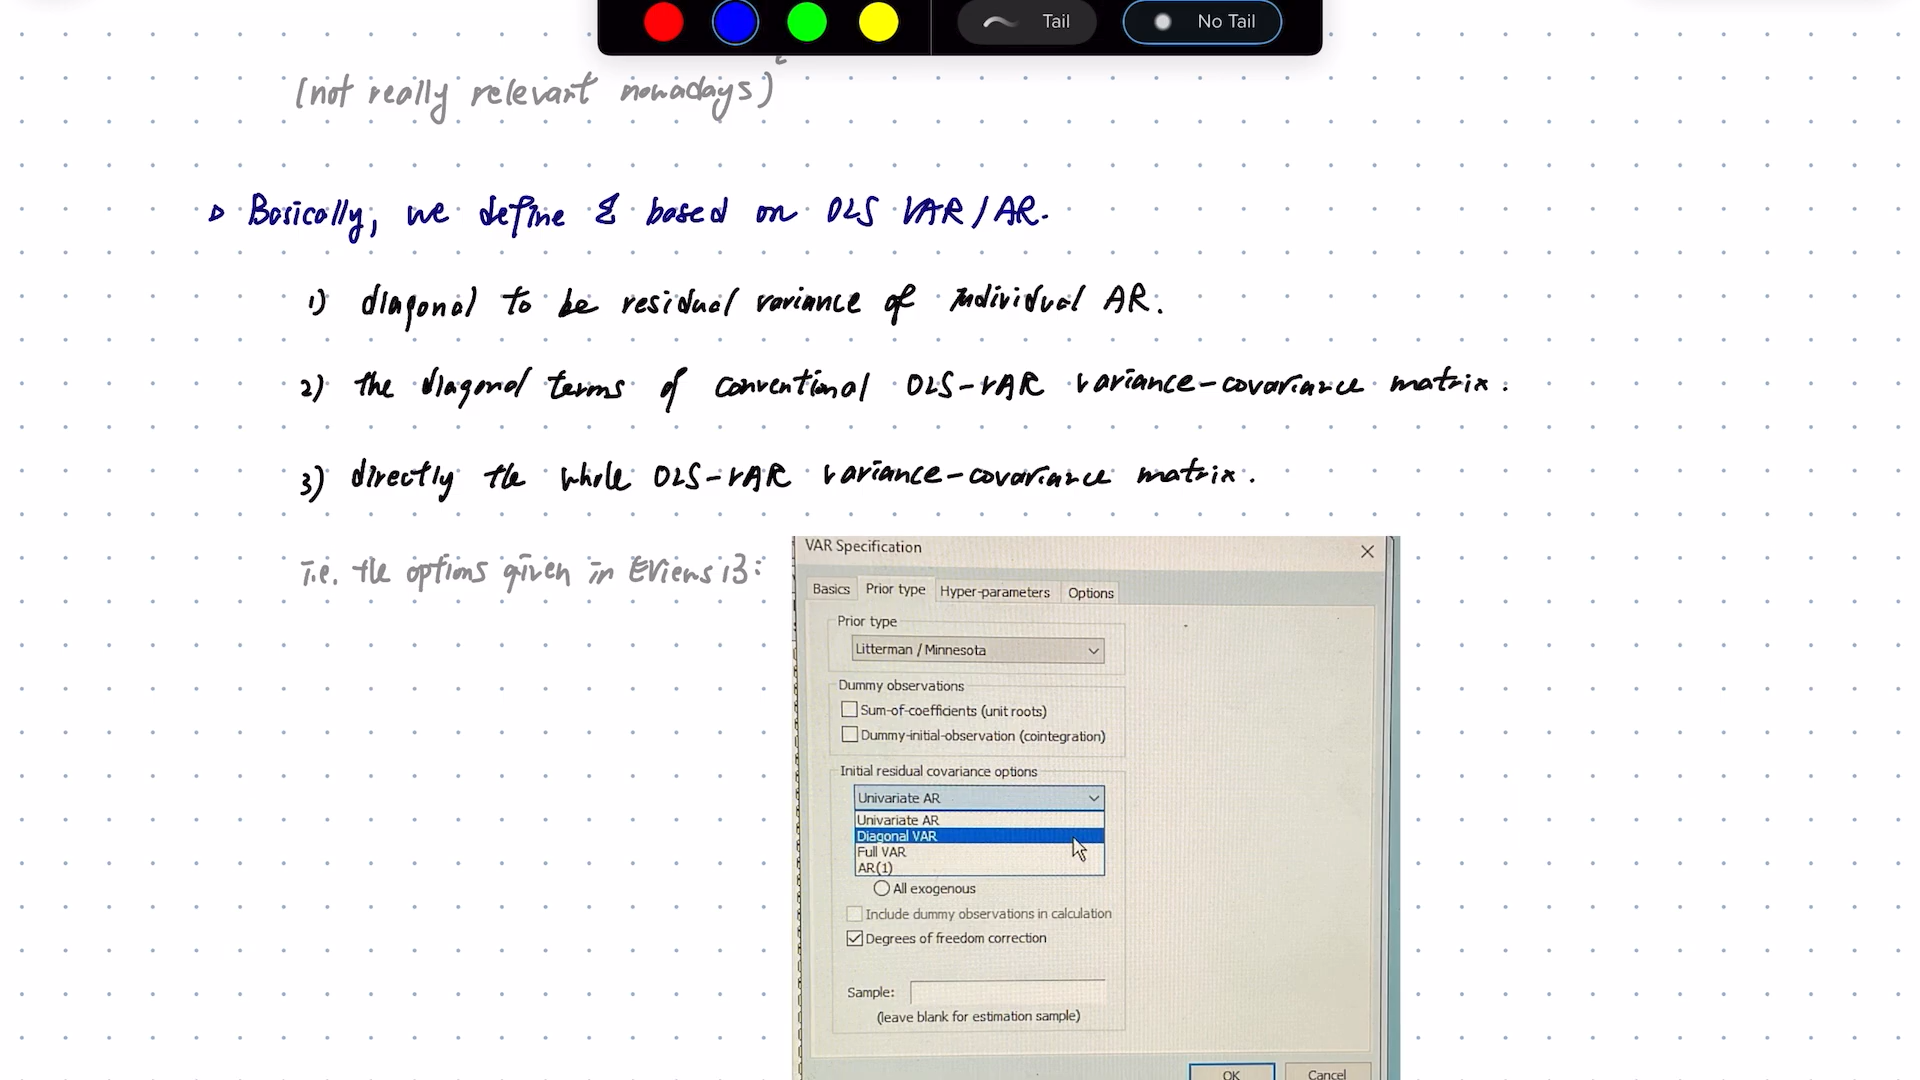 Tail
No Tail
(not really relevant nowadays)
▷ Basically, we define Σ based on OLS VAR/AR.
1) diagonal to be residual variance of individual AR.
2) the diagonal terms of conventional OLS-VAR variance-covariance matrix.
3) directly the whole OLS-VAR variance-covariance matrix.
i.e. the options given in EViews 13:
VAR Specification
Basics Prior type Hyper-parameters Options
Prior type
Litterman / Minnesota
Dummy observations
Sum-of-coefficients (unit roots)
Dummy-initial-observation (cointegration)
Initial residual covariance options
Univariate AR
Univariate AR
Diagonal VAR
Full VAR
AR(1)
All exogenous
Include dummy observations in calculation
Degrees of freedom correction
Sample:
(leave blank for estimation sample)
OK Cancel